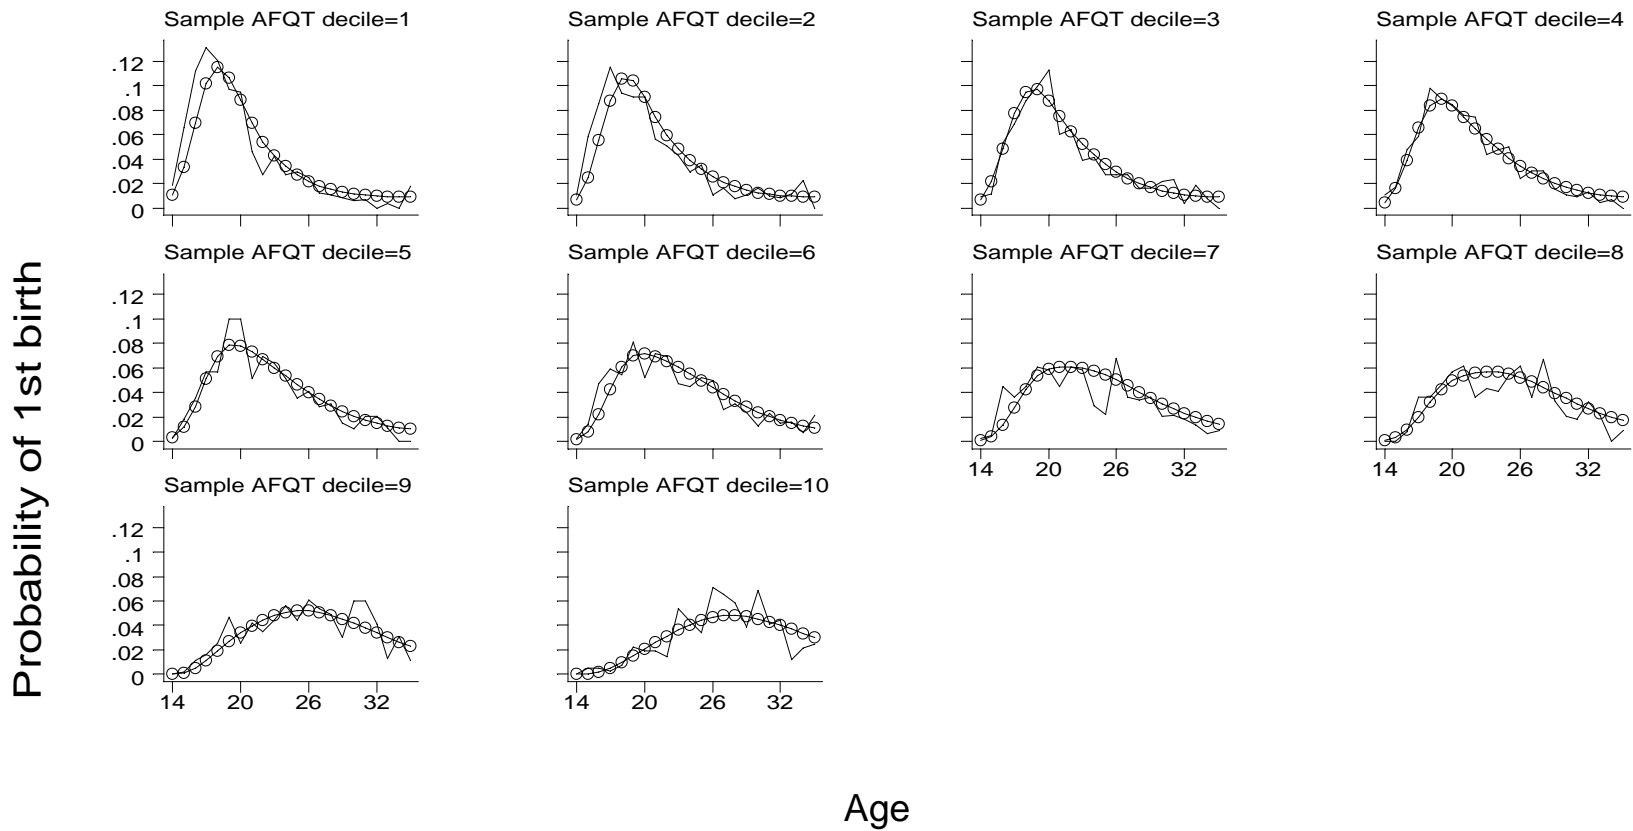 Sample AFQT decile=1
Sample AFQT decile=2
Sample AFQT decile=3
Sample AFQT decile=4
.12
.1
.08
.06
.04
.02
0
Sample AFQT decile=5
Sample AFQT decile=6
Sample AFQT decile=7
Sample AFQT decile=8
.12
.1
.08
.06
.04
.02
0
14 20 26 32
14 20 26 32
Sample AFQT decile=9
Sample AFQT decile=10
.12
.1
.08
.06
.04
.02
0
14 20 26 32
14 20 26 32
Probability of 1st birth
Age